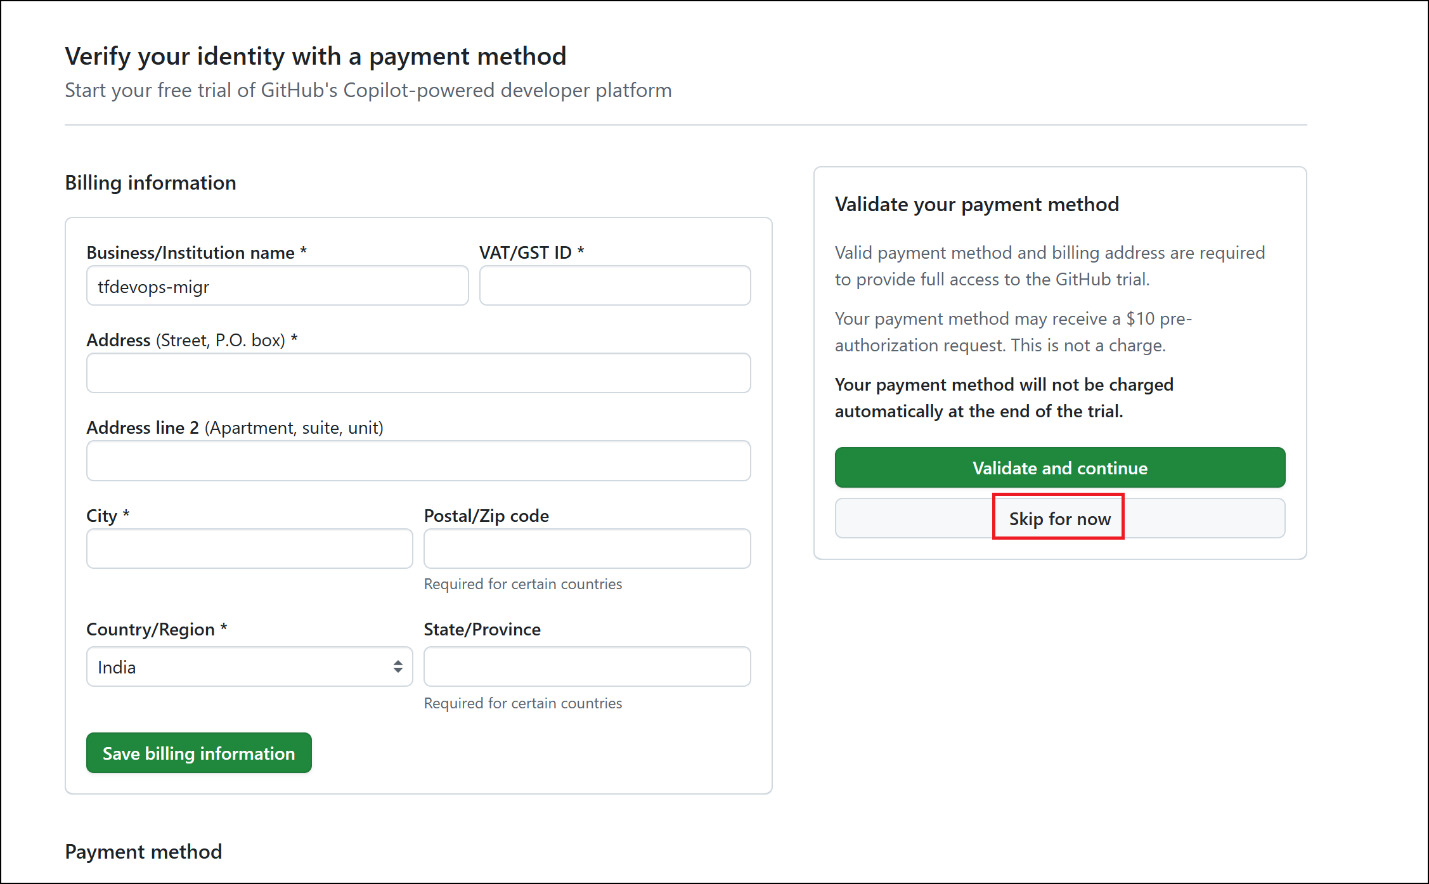 Verify your identity with a payment method
Start your free trial of GitHub's Copilot-powered developer platform
Billing information
Business/Institution name *
VAT/GST ID *
tfdevops-migr
Address (Street, P.O. box) *
Address line 2 (Apartment, suite, unit)
City *
Postal/Zip code
Required for certain countries
Country/Region *
State/Province
India
Required for certain countries
Save billing information
Payment method
Validate your payment method
Valid payment method and billing address are required
to provide full access to the GitHub trial.
Your payment method may receive a $10 pre-
authorization request. This is not a charge.
Your payment method will not be charged
automatically at the end of the trial.
Validate and continue
Skip for now